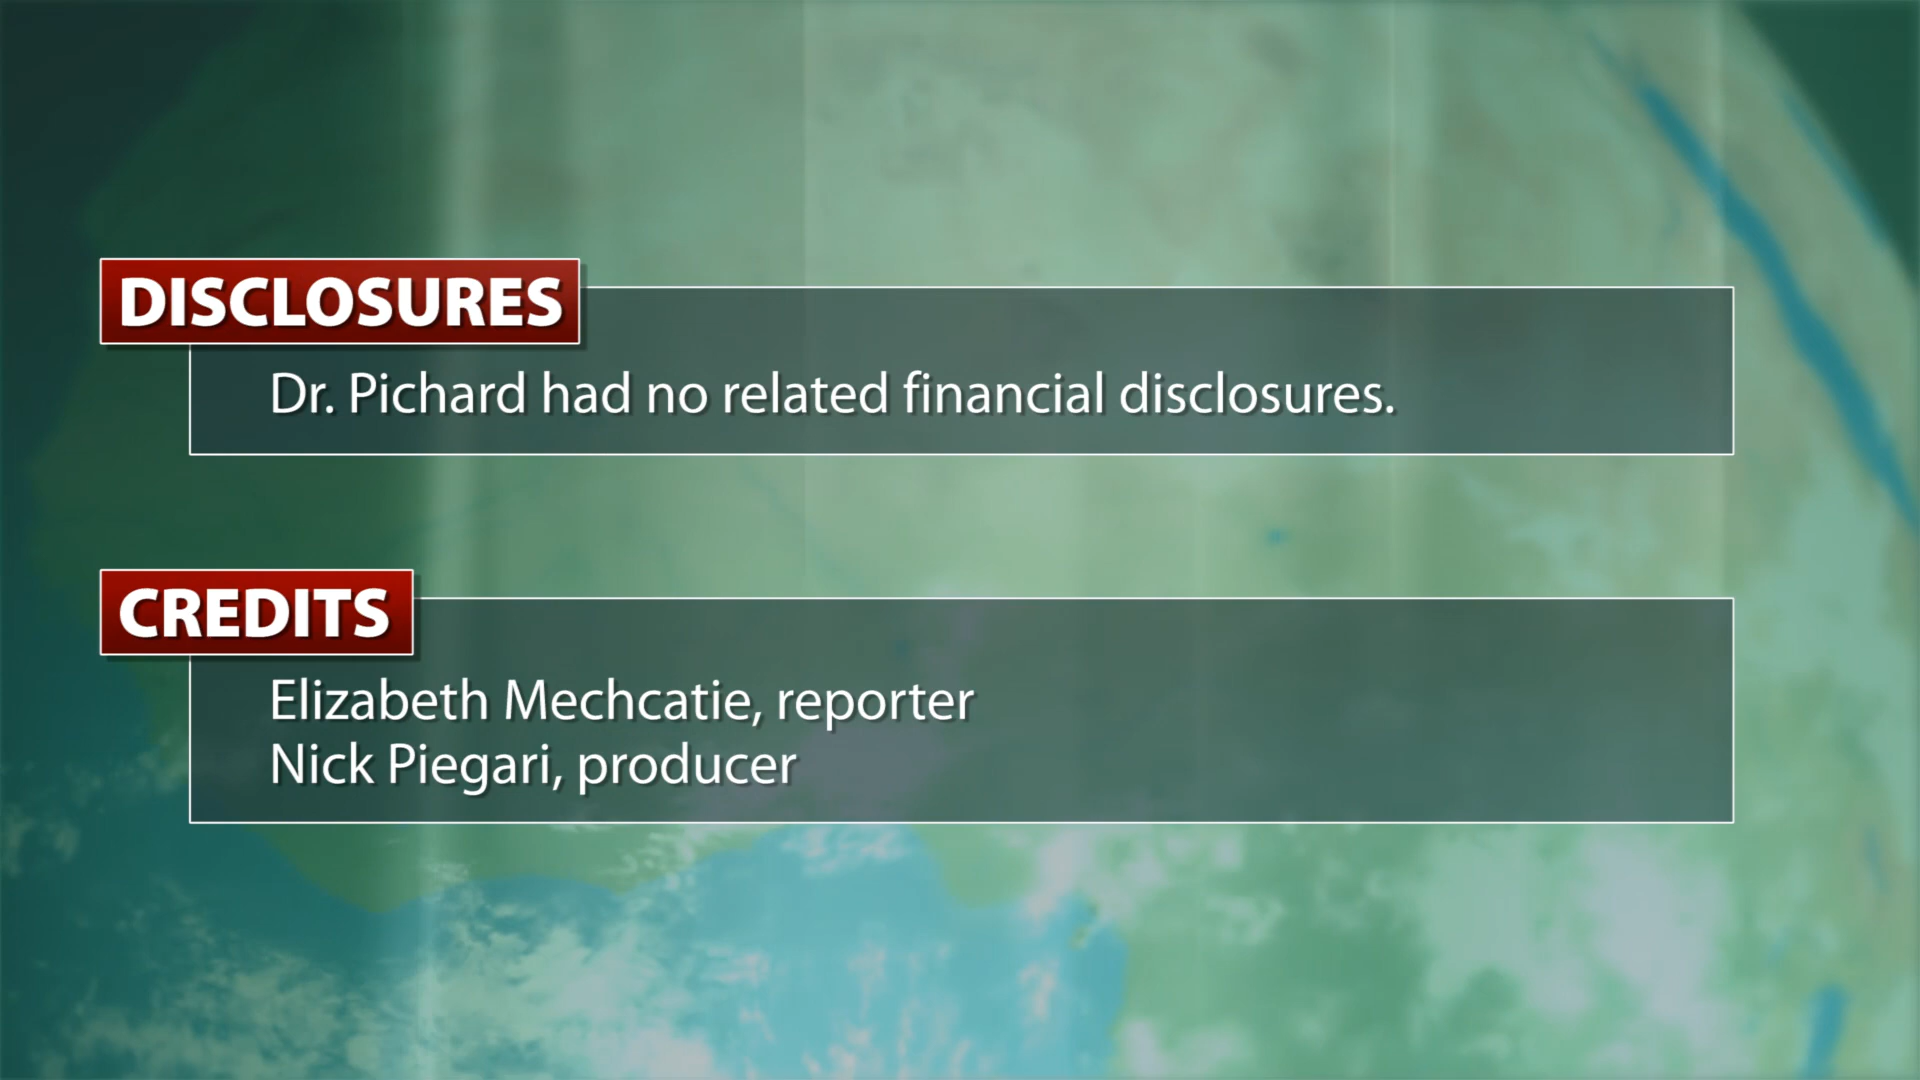 DISCLOSURES
Dr. Pichard had no related financial disclosures.
CREDITS
Elizabeth Mechcatie, reporter
Nick Piegari, producer